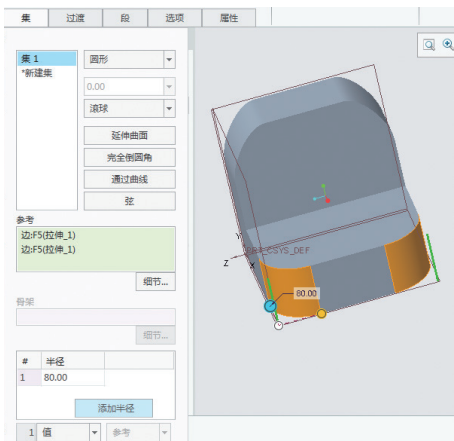 集 过渡 段 选项 属性
集 1
*新建集
圆形
0.00
滚球
延伸曲面
完全倒圆角
通过曲线
弦
参考
边:F5(拉伸_1)
边:F5(拉伸_1)
细节...
骨架
细节...
# 半径
1 80.00
添加半径
1 值 参考
Y
CSYS_DEF
Z X
80.00